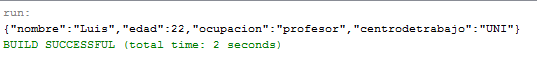 run:
{"nombre":"Luis","edad":22,"ocupacion":"profesor","centrodetrabajo":"UNI"}
BUILD SUCCESSFUL (total time: 2 seconds)